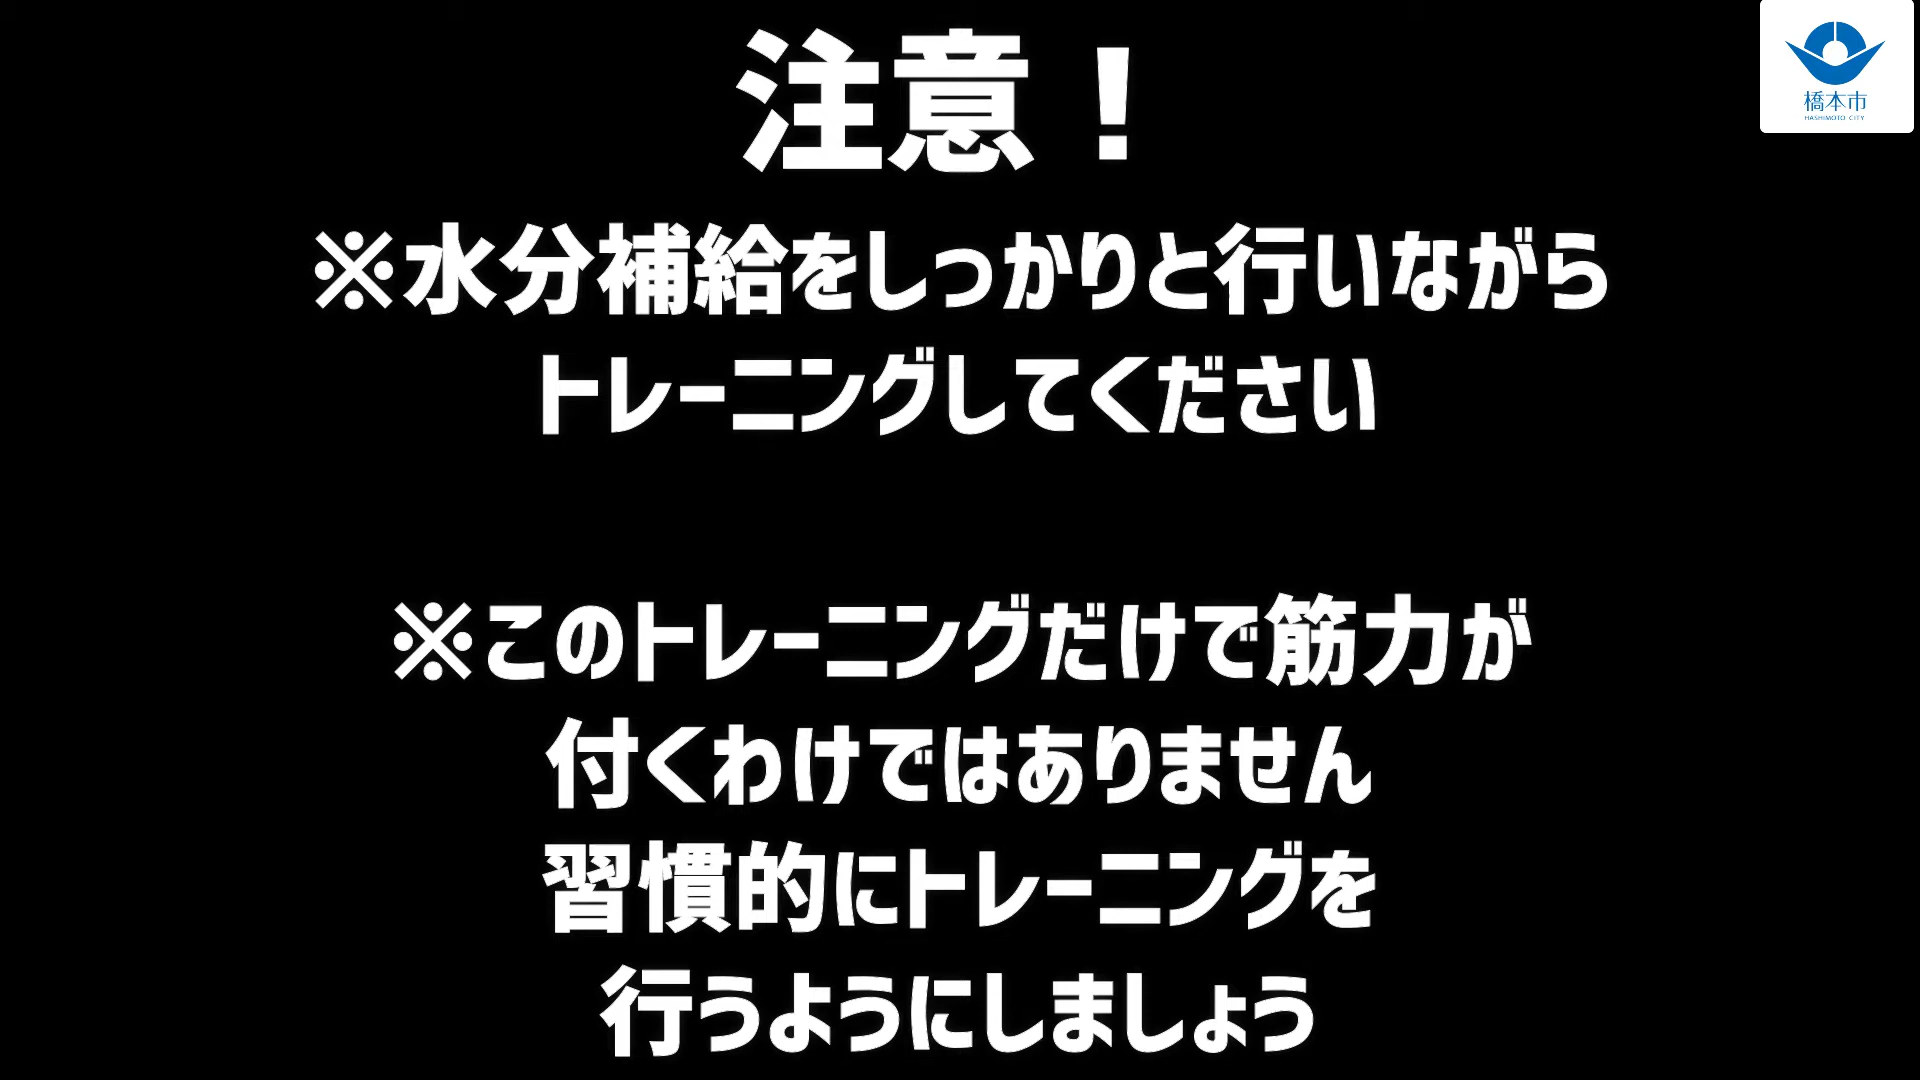 注意！
橋本市
HASHIMOTO CITY
※水分補給をしっかりと行いながら
トレーニングしてください
※このトレーニングだけで筋力が
付くわけではありません
習慣的にトレーニングを
行うようにしましょう